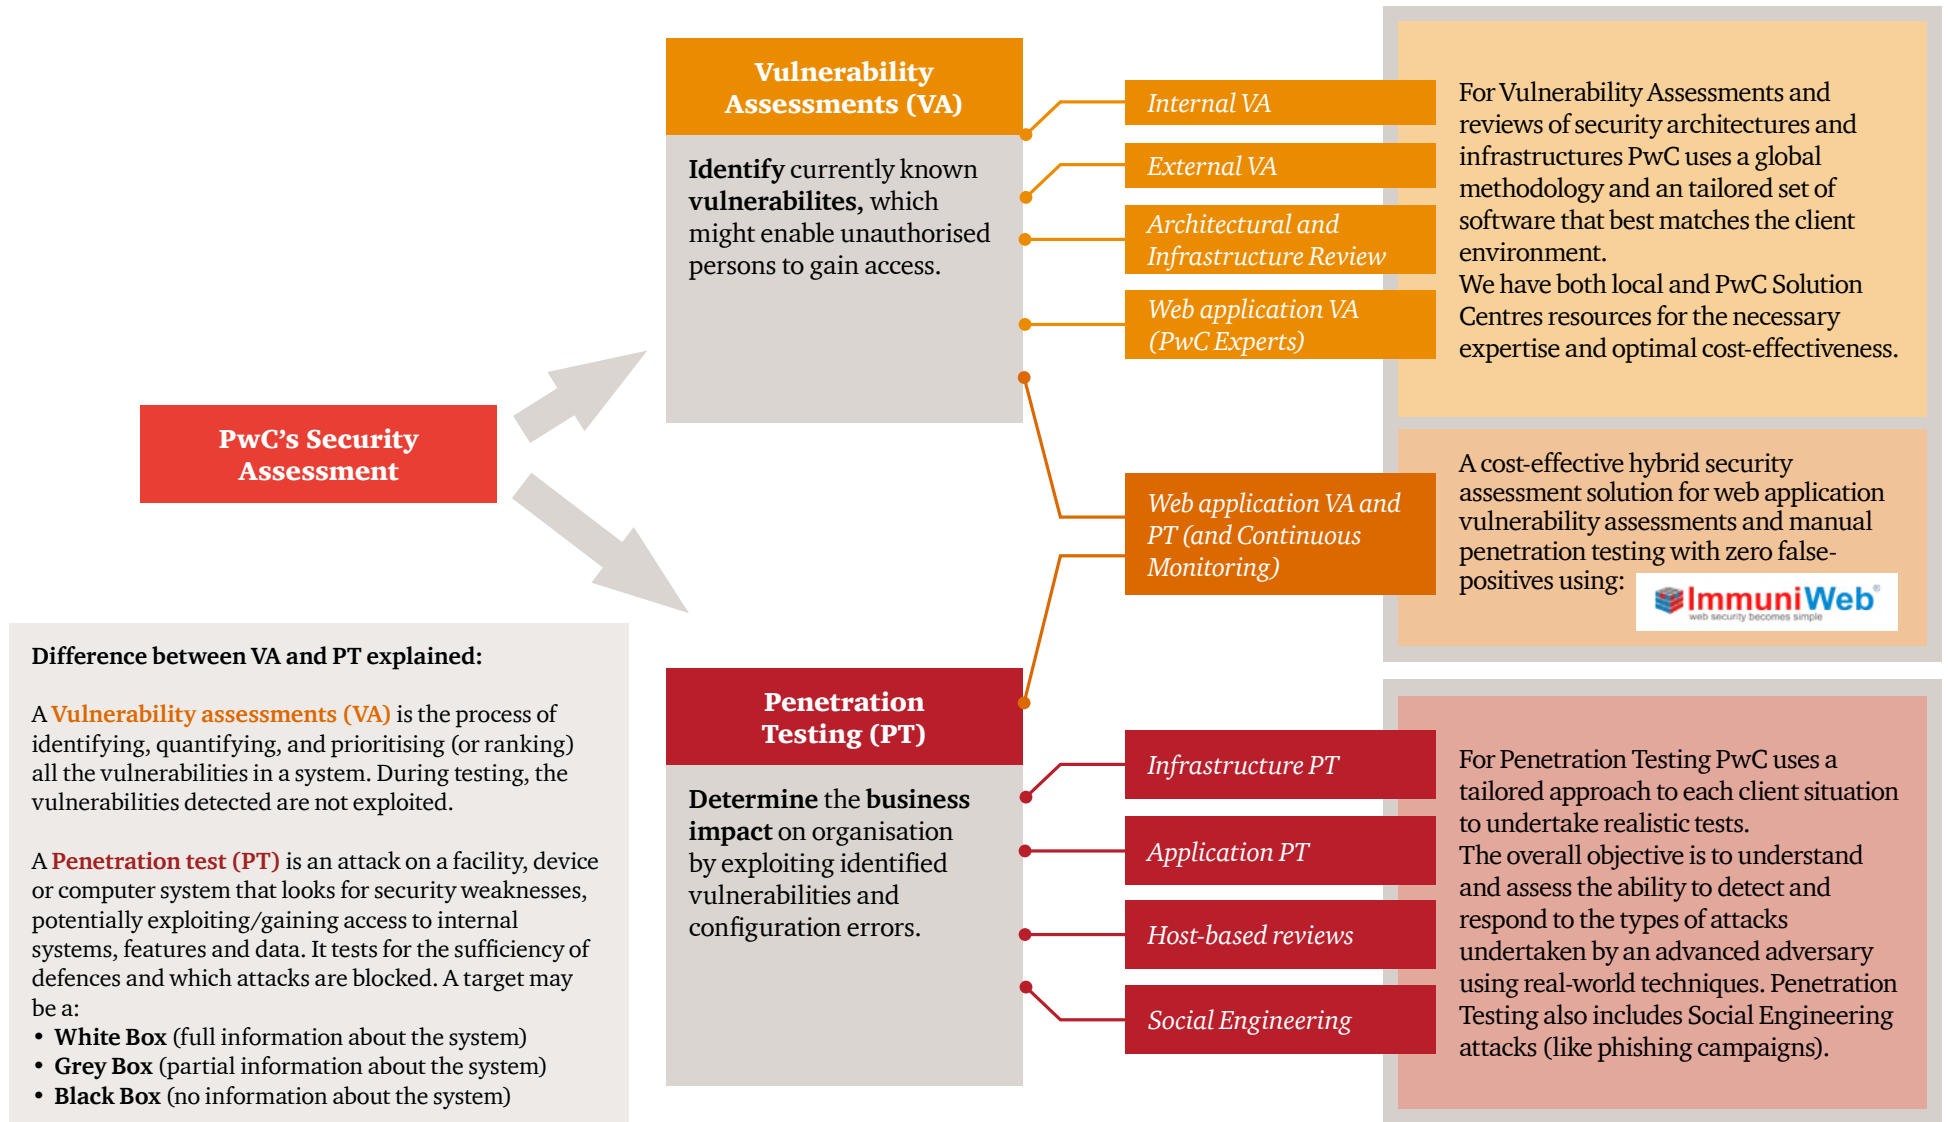 PwC’s Security
Assessment
Vulnerability
Assessments (VA)
Identify currently known
vulnerabilites, which
might enable unauthorised
persons to gain access.
Internal VA
External VA
Architectural and
Infrastructure Review
Web application VA
(PwC Experts)
For Vulnerability Assessments and
reviews of security architectures and
infrastructures PwC uses a global
methodology and an tailored set of
software that best matches the client
environment.
We have both local and PwC Solution
Centres resources for the necessary
expertise and optimal cost-effectiveness.
Web application VA and
PT (and Continuous
Monitoring)
A cost-effective hybrid security
assessment solution for web application
vulnerability assessments and manual
penetration testing with zero false-
positives using:
ImmuniWeb®
web security becomes simple
Penetration
Testing (PT)
Determine the business
impact on organisation
by exploiting identified
vulnerabilities and
configuration errors.
Infrastructure PT
Application PT
Host-based reviews
Social Engineering
For Penetration Testing PwC uses a
tailored approach to each client situation
to undertake realistic tests.
The overall objective is to understand
and assess the ability to detect and
respond to the types of attacks
undertaken by an advanced adversary
using real-world techniques. Penetration
Testing also includes Social Engineering
attacks (like phishing campaigns).
Difference between VA and PT explained:
A Vulnerability assessments (VA) is the process of
identifying, quantifying, and prioritising (or ranking)
all the vulnerabilities in a system. During testing, the
vulnerabilities detected are not exploited.
A Penetration test (PT) is an attack on a facility, device
or computer system that looks for security weaknesses,
potentially exploiting/gaining access to internal
systems, features and data. It tests for the sufficiency of
defences and which attacks are blocked. A target may
be a:
• White Box (full information about the system)
• Grey Box (partial information about the system)
• Black Box (no information about the system)